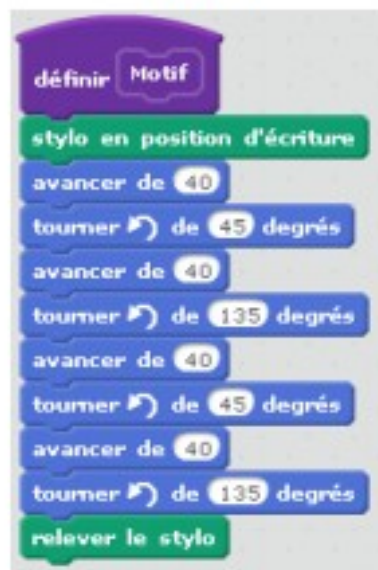 définir Motif
stylo en position d'écriture
avancer de 40
tourner de 45 degrés
avancer de 40
tourner de 135 degrés
avancer de 40
tourner de 45 degrés
avancer de 40
tourner de 135 degrés
relever le stylo